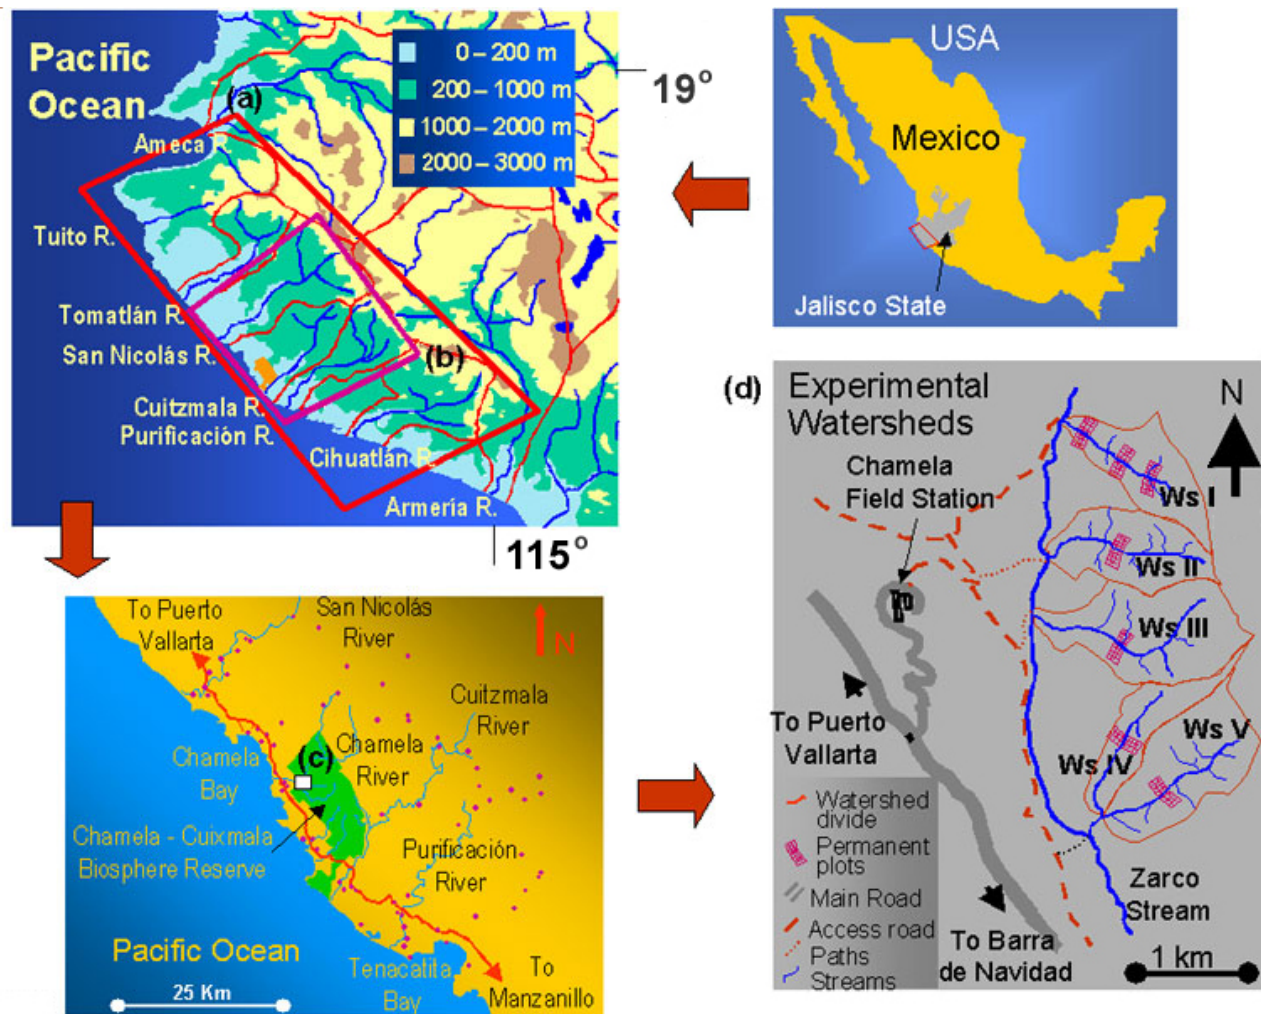 Pacific
Ocean
(a)
Ameca R.
Tuito R.
Tomatlán R.
San Nicolás R.
Cuitzmala R.
Purificación R.
Cihuatlán R.
Armería R.
(b)
0 – 200 m
200 – 1000 m
1000 – 2000 m
2000 – 3000 m
19°
115°
USA
Mexico
Jalisco State
To Puerto
Vallarta
San Nicolás
River
N
Cuitzmala
River
(c)
Chamela
River
Chamela
Bay
Chamela - Cuixmala
Biosphere Reserve
Purificación
River
Pacific Ocean
Tenacatita
Bay
To
Manzanillo
25 Km
(d)
Experimental
Watersheds
N
Chamela
Field Station
Ws I
Ws II
Ws III
Ws IV
Ws V
To Puerto
Vallarta
Watershed
divide
Permanent
plots
Main Road
Access road
Paths
Streams
To Barra
de Navidad
Zarco
Stream
1 km